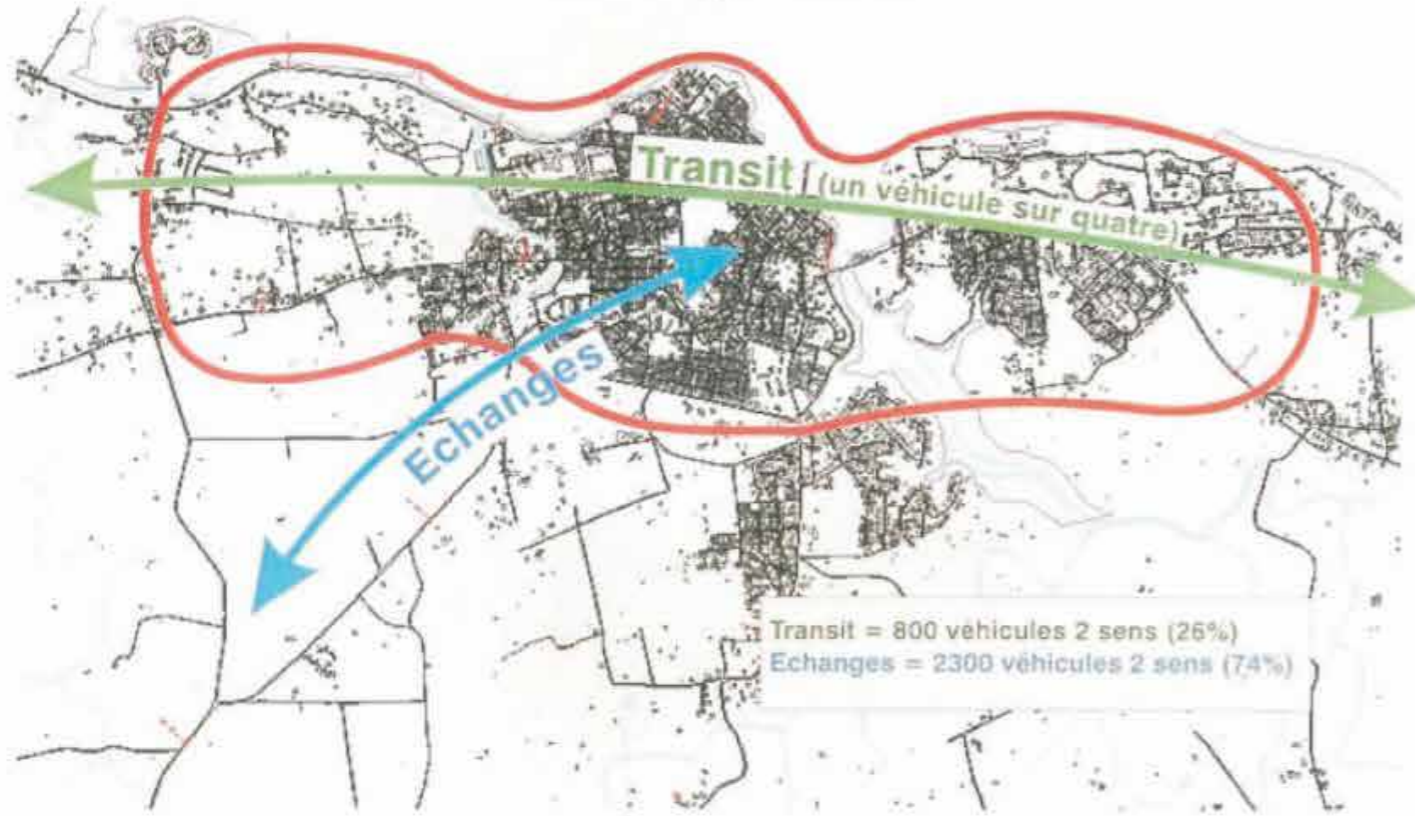 Transit (un véhicule sur quatre)
Echanges
Transit = 800 véhicules 2 sens (26%)
Echanges = 2300 véhicules 2 sens (74%)